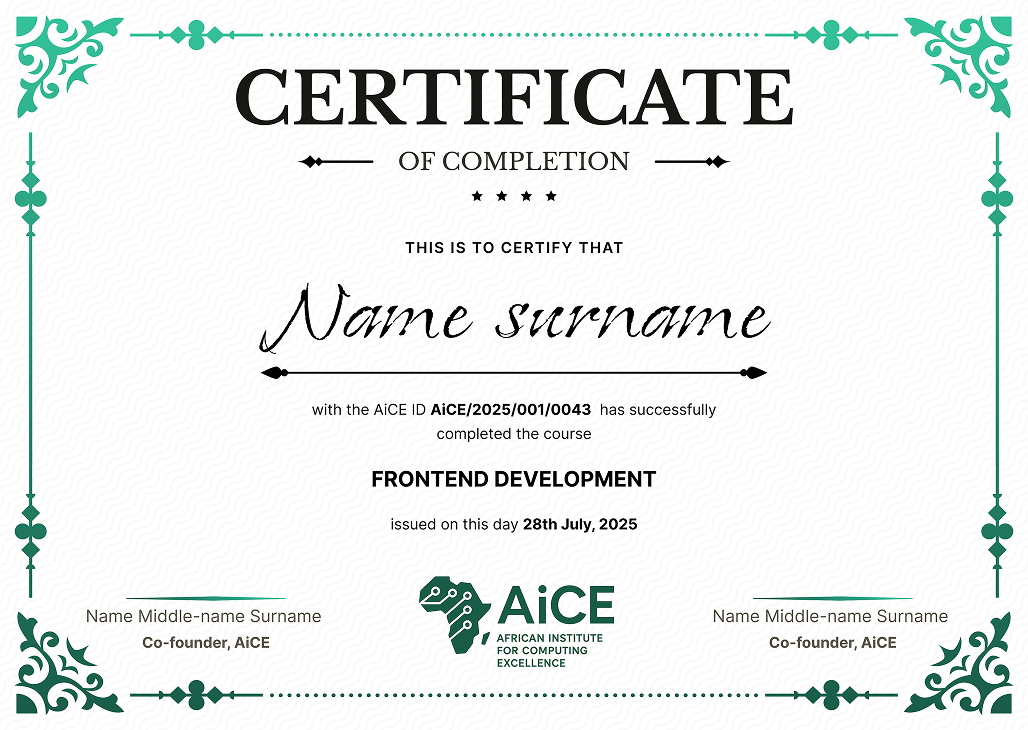 CERTIFICATE
OF COMPLETION
THIS IS TO CERTIFY THAT
Name surname
with the AiCE ID AiCE/2025/001/0043 has successfully
completed the course
FRONTEND DEVELOPMENT
issued on this day 28th July, 2025
Name Middle-name Surname
Co-founder, AiCE
AiCE
AFRICAN INSTITUTE
FOR COMPUTING
EXCELLENCE
Name Middle-name Surname
Co-founder, AiCE